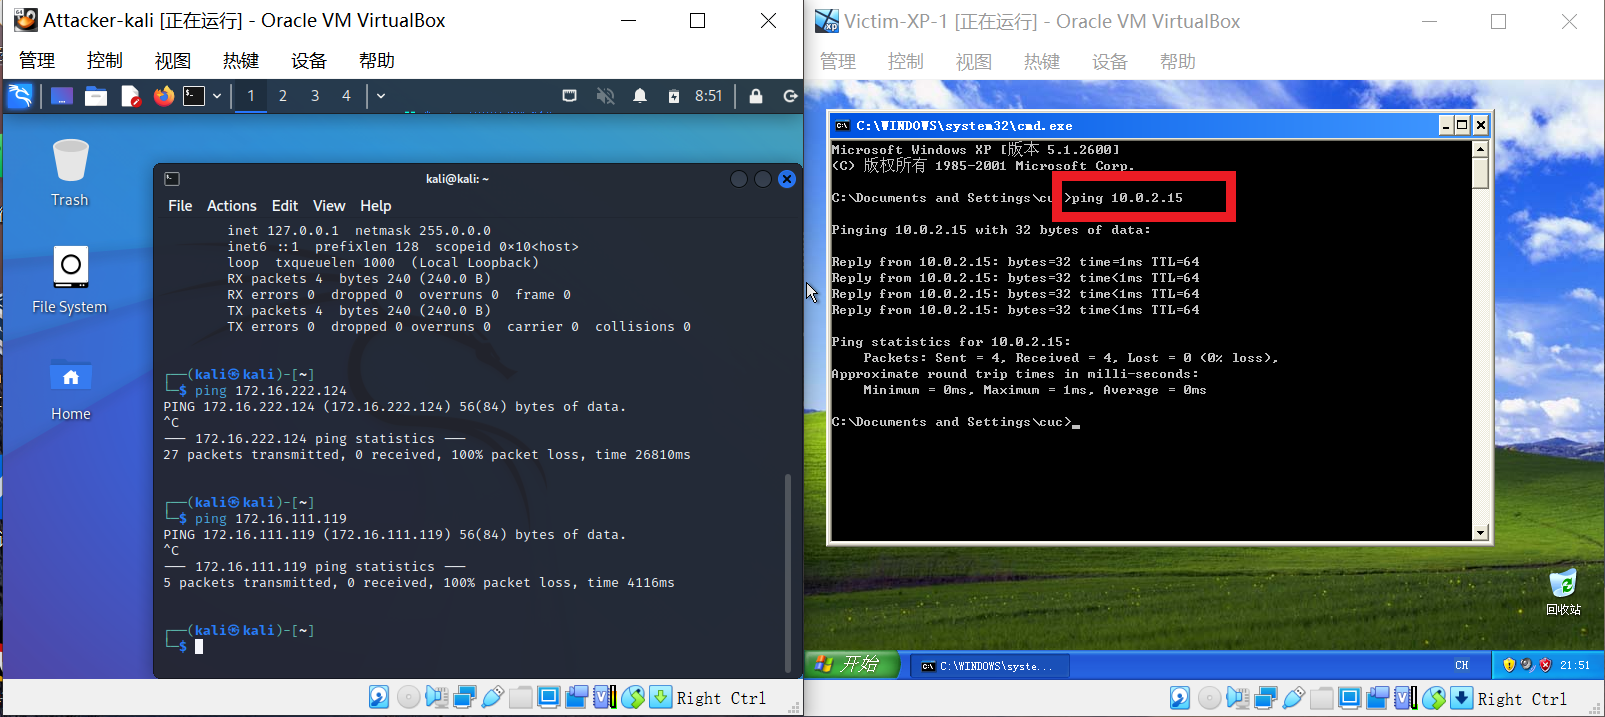 Attacker-kali [正在运行] - Oracle VM VirtualBox
管理 控制 视图 热键 设备 帮助
1 2 3 4 8:51
Trash
File System
Home
kali@kali: ~
File Actions Edit View Help
inet 127.0.0.1 netmask 255.0.0.0
inet6 ::1 prefixlen 128 scopeid 0×10<host>
loop txqueuelen 1000 (Local Loopback)
RX packets 4 bytes 240 (240.0 B)
RX errors 0 dropped 0 overruns 0 frame 0
TX packets 4 bytes 240 (240.0 B)
TX errors 0 dropped 0 overruns 0 carrier 0 collisions 0
┌──(kali㉿kali)-[~]
└─$ ping 172.16.222.124
PING 172.16.222.124 (172.16.222.124) 56(84) bytes of data.
^C
─── 172.16.222.124 ping statistics ───
27 packets transmitted, 0 received, 100% packet loss, time 26810ms
┌──(kali㉿kali)-[~]
└─$ ping 172.16.111.119
PING 172.16.111.119 (172.16.111.119) 56(84) bytes of data.
^C
─── 172.16.111.119 ping statistics ───
5 packets transmitted, 0 received, 100% packet loss, time 4116ms
┌──(kali㉿kali)-[~]
└─$
Right Ctrl
Victim-XP-1 [正在运行] - Oracle VM VirtualBox
管理 控制 视图 热键 设备 帮助
C:\WINDOWS\system32\cmd.exe
Microsoft Windows XP [版本 5.1.2600]
(C) 版权所有 1985-2001 Microsoft Corp.
C:\Documents and Settings\cuc>ping 10.0.2.15
Pinging 10.0.2.15 with 32 bytes of data:
Reply from 10.0.2.15: bytes=32 time=1ms TTL=64
Reply from 10.0.2.15: bytes=32 time<1ms TTL=64
Reply from 10.0.2.15: bytes=32 time<1ms TTL=64
Reply from 10.0.2.15: bytes=32 time<1ms TTL=64
Ping statistics for 10.0.2.15:
Packets: Sent = 4, Received = 4, Lost = 0 (0% loss),
Approximate round trip times in milli-seconds:
Minimum = 0ms, Maximum = 1ms, Average = 0ms
C:\Documents and Settings\cuc>_
回收站
开始 C:\WINDOWS\syste... CH 21:51
Right Ctrl